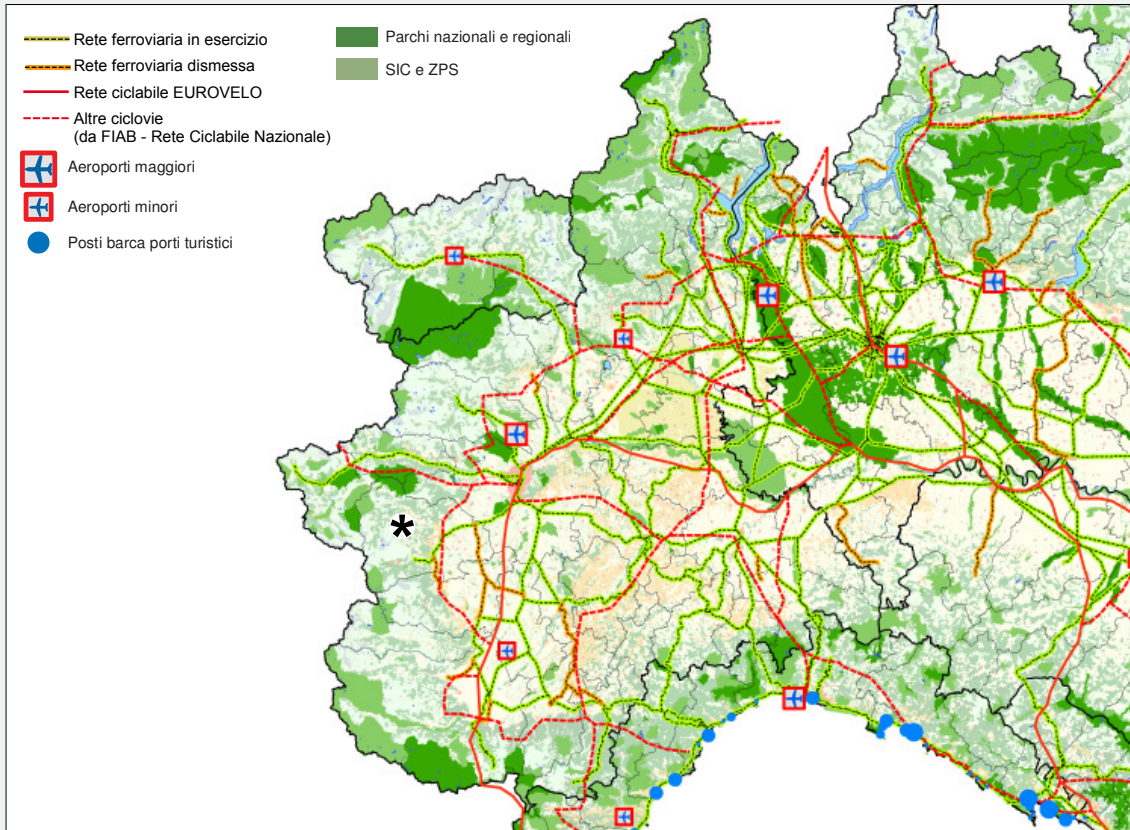 Rete ferroviaria in esercizio
Rete ferroviaria dismessa
Rete ciclabile EUROVELO
Altre ciclovie
(da FIAB - Rete Ciclabile Nazionale)
Aeroporti maggiori
Aeroporti minori
Posti barca porti turistici
Parchi nazionali e regionali
SIC e ZPS
*